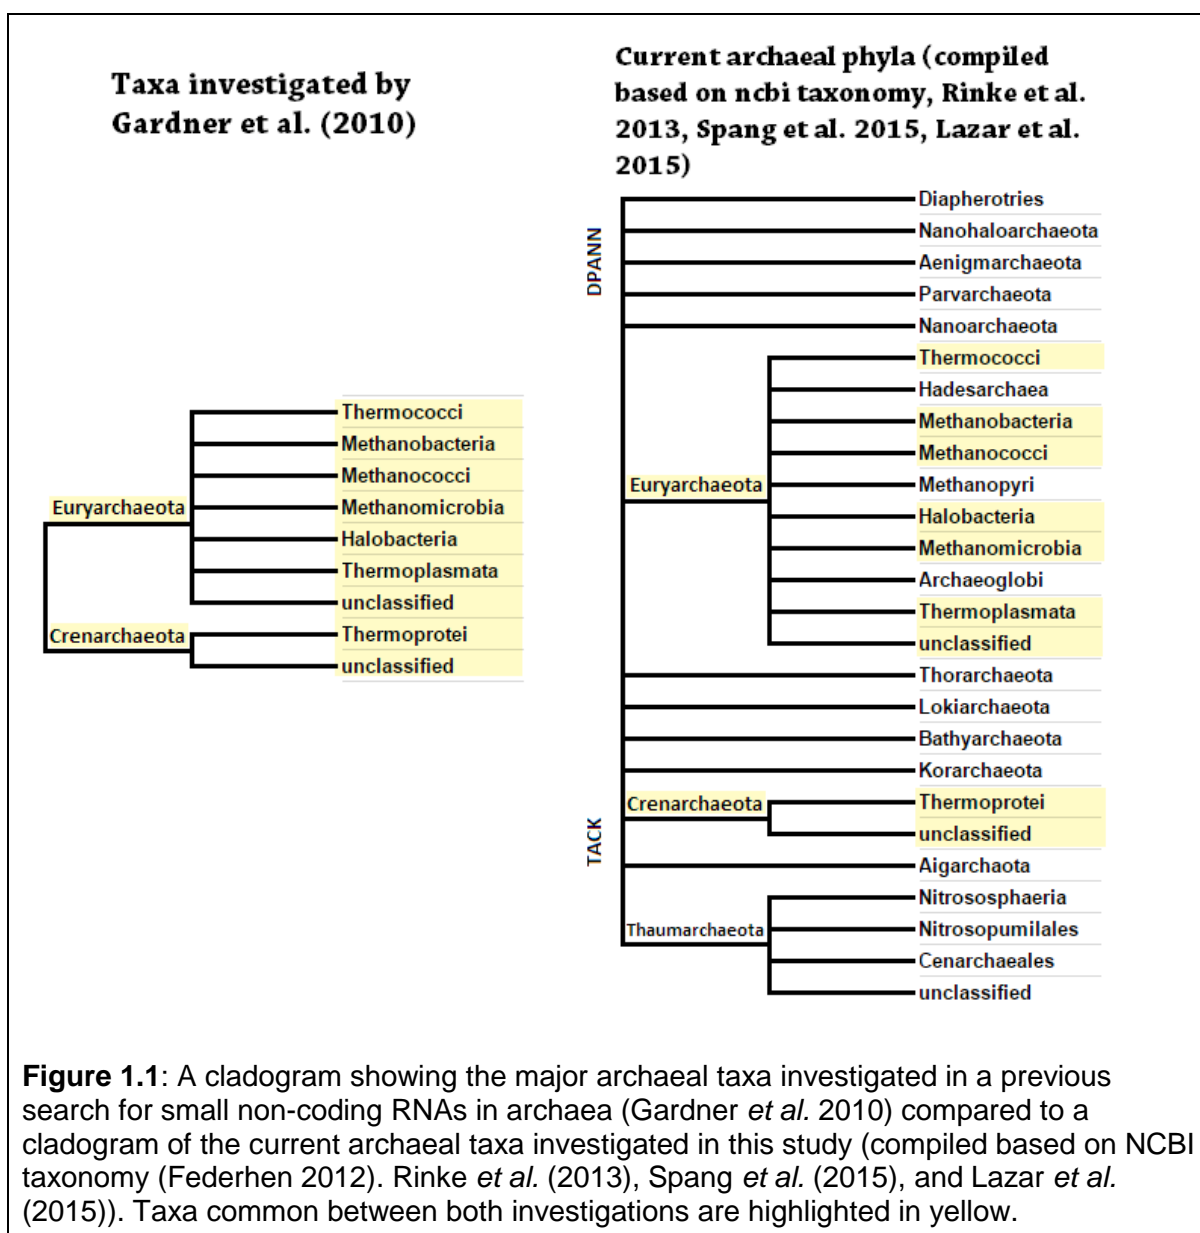 Taxa investigated by
Gardner et al. (2010)
Euryarchaeota
Thermococci
Methanobacteria
Methanococci
Methanomicrobia
Halobacteria
Thermoplasmata
unclassified
Crenarchaeota
Thermoprotei
unclassified
Current archaeal phyla (compiled
based on ncbi taxonomy, Rinke et al.
2013, Spang et al. 2015, Lazar et al.
2015)
DPANN
Diapherotries
Nanohaloarchaeota
Aenigmarchaeota
Parvarchaeota
Nanoarchaeota
Euryarchaeota
Thermococci
Hadesarchaea
Methanobacteria
Methanococci
Methanopyri
Halobacteria
Methanomicrobia
Archaeoglobi
Thermoplasmata
unclassified
Thorarchaeota
Lokiarchaeota
Bathyarchaeota
TACK
Korarchaeota
Crenarchaeota
Thermoprotei
unclassified
Aigarchaota
Thaumarchaeota
Nitrososphaeria
Nitrosopumilales
Cenarchaeales
unclassified
Figure 1.1: A cladogram showing the major archaeal taxa investigated in a previous
search for small non-coding RNAs in archaea (Gardner et al. 2010) compared to a
cladogram of the current archaeal taxa investigated in this study (compiled based on NCBI
taxonomy (Federhen 2012). Rinke et al. (2013), Spang et al. (2015), and Lazar et al.
(2015)). Taxa common between both investigations are highlighted in yellow.